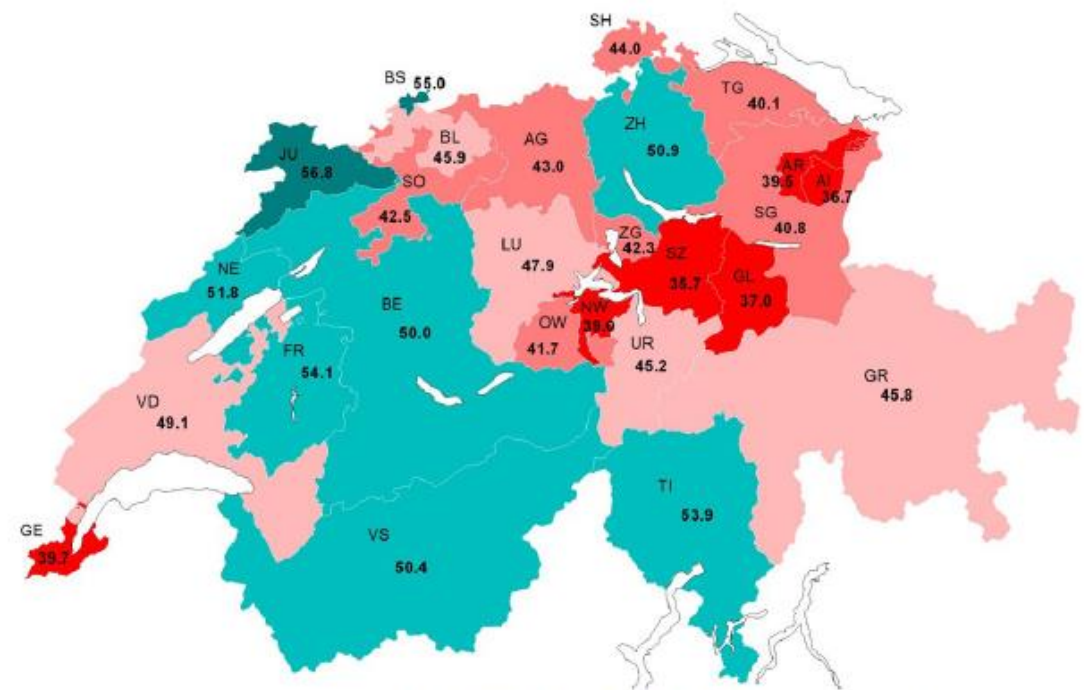 SH
44.0
BS 55.0
TG
40.1
ZH
50.9
BL
45.9
AG
43.0
JU
56.8
SO
42.5
AR
39.5
AI
36.7
SG
40.8
ZG
42.3
SZ
35.7
LU
47.9
GL
37.0
NE
51.8
BE
50.0
NW
OW
41.7
UR
45.2
FR
54.1
GR
45.8
VD
49.1
TI
53.9
GE
39.7
VS
50.4